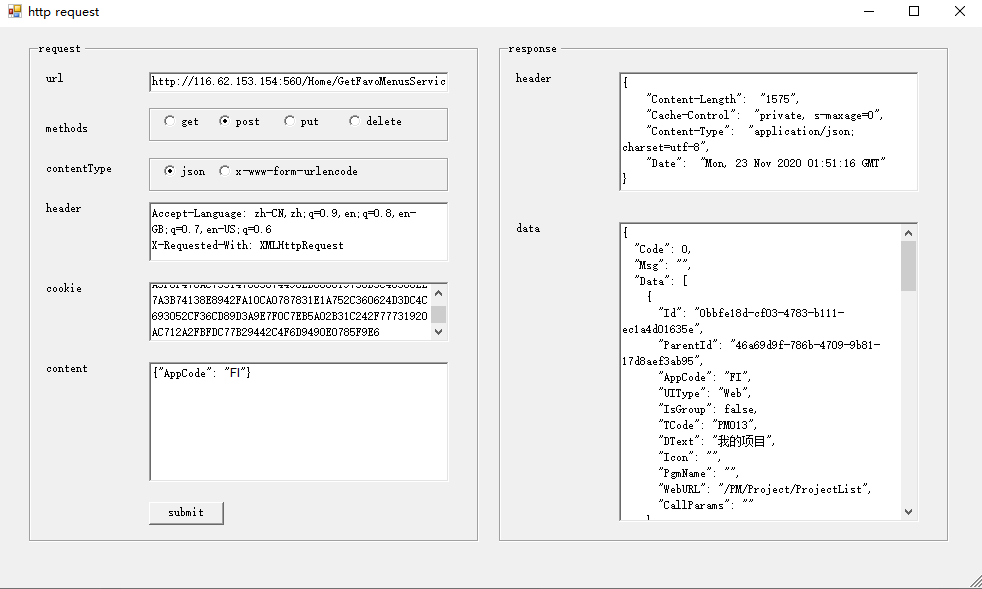 http request
request
url
http://116.62.153.154:560/Home/GetFavoMenusServic
methods
get post put delete
contentType
json x-www-form-urlencode
header
Accept-Language: zh-CN,zh;q=0.9,en;q=0.8,en-
GB;q=0.7,en-US;q=0.6
X-Requested-With: XMLHttpRequest
cookie
7A3B74138E8942FA10CA0787831E1A752C360624D3DC4C
693052CF36CD89D3A9E7F0C7EB5A02B31C242F77731920
AC712A2FBFDC77B29442C4F6D9490E0785F9E6
content
{"AppCode": "FI"}
submit
response
header
{
"Content-Length": "1575",
"Cache-Control": "private, s-maxage=0",
"Content-Type": "application/json;
charset=utf-8",
"Date": "Mon, 23 Nov 2020 01:51:16 GMT"
}
data
{
"Code": 0,
"Msg": "",
"Data": [
{
"Id": "0bbfe18d-cf03-4783-b111-
ec1a4d01635e",
"ParentId": "46a69d9f-786b-4709-9b81-
17d8aef3ab95",
"AppCode": "FI",
"UIType": "Web",
"IsGroup": false,
"TCode": "PM013",
"DText": "我的项目",
"Icon": "",
"PgmName": "",
"WebURL": "/PM/Project/ProjectList",
"CallParams": ""